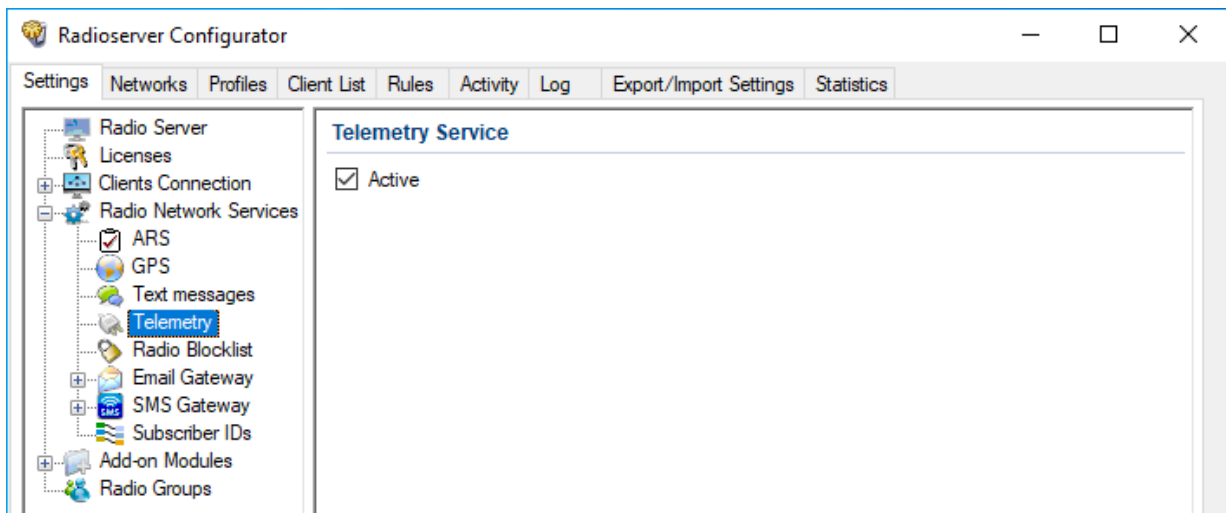 Radioserver Configurator
Settings Networks Profiles Client List Rules Activity Log Export/Import Settings Statistics
Radio Server
Licenses
Clients Connection
Radio Network Services
ARS
GPS
Text messages
Telemetry
Radio Blocklist
Email Gateway
SMS Gateway
Subscriber IDs
Add-on Modules
Radio Groups
Telemetry Service
Active